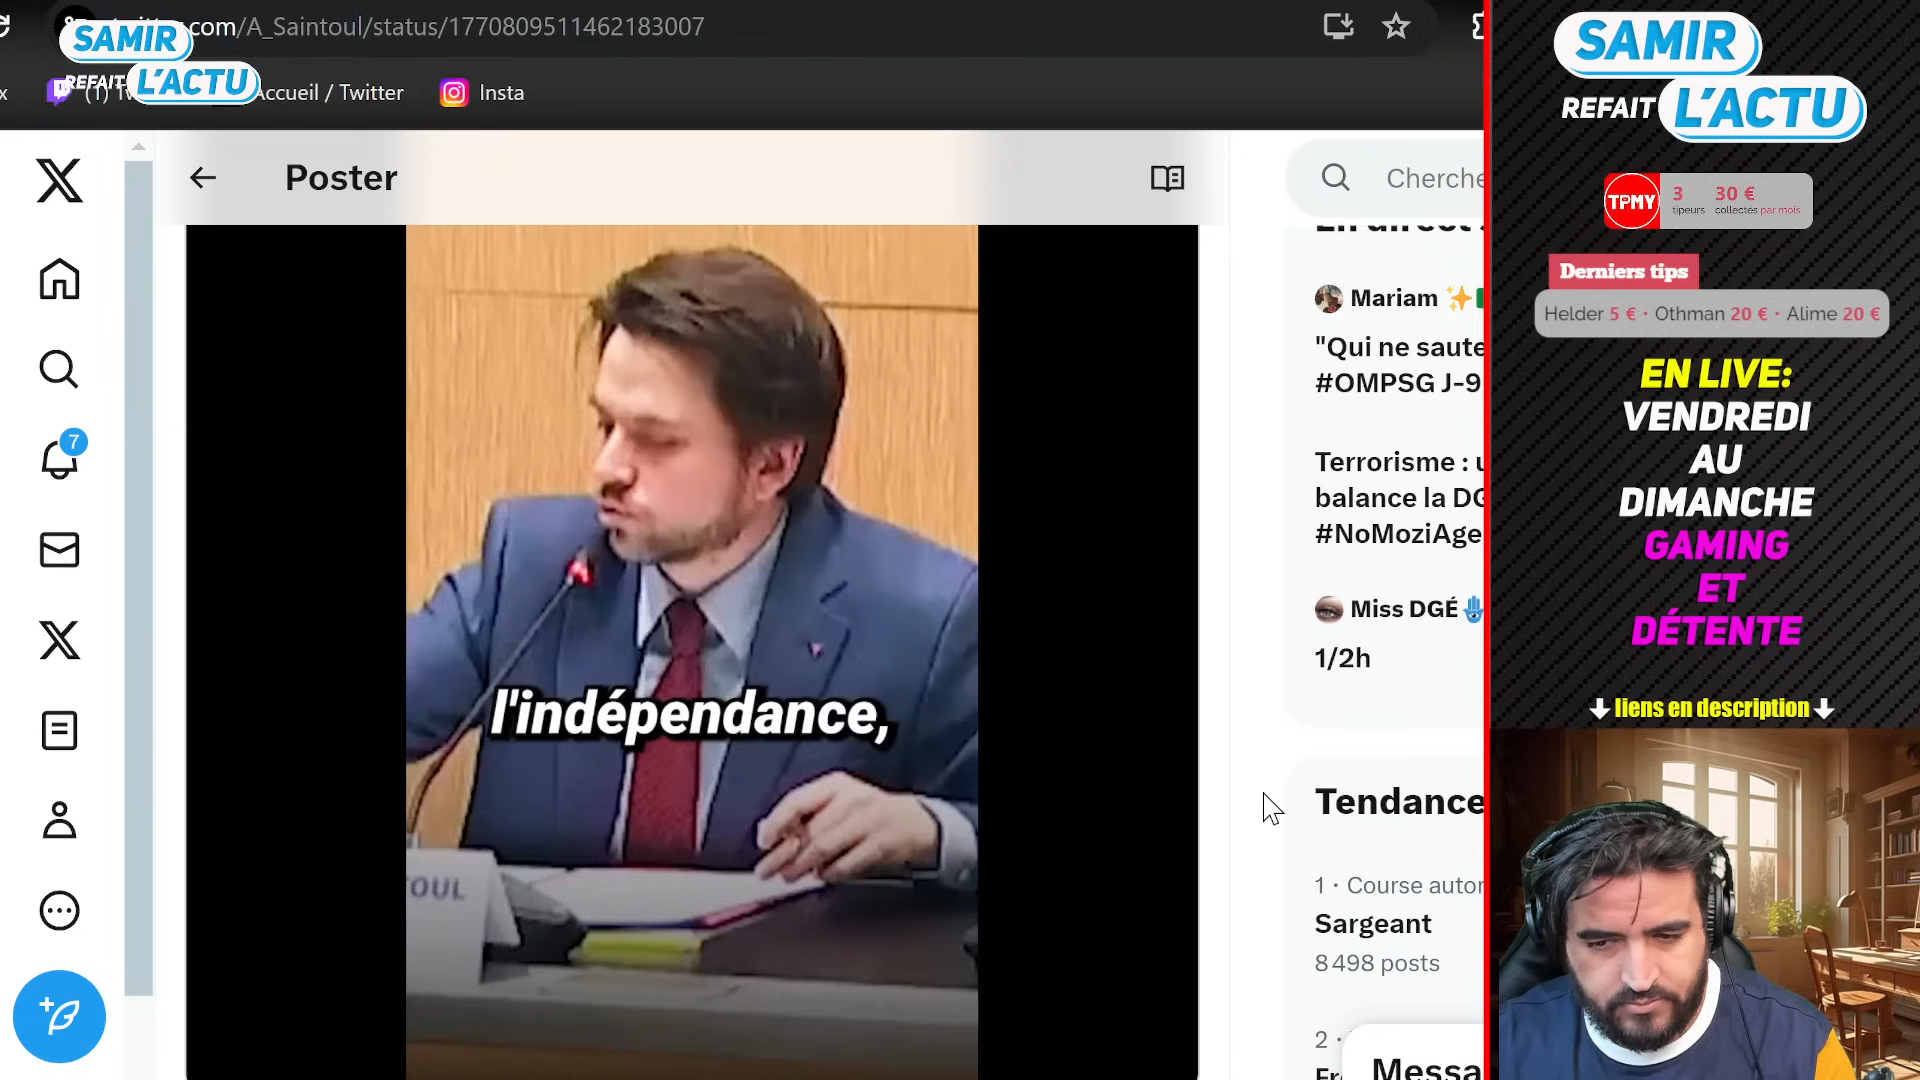 .com/A_Saintoul/status/1770809511462183007
SAMIR
REFAIT
L'ACTU
x
(1)
Accueil / Twitter
Insta
Poster
7
l'indépendance,
OUL
Cherche
En direct
Mariam
"Qui ne saute
#OMPSG J-9
Terrorisme : u
balance la DG
#NoMoziAge
Miss DGÉ
1/2h
Tendance
1 · Course autor
Sargeant
8 498 posts
2 ·
Messa
SAMIR
REFAIT
L'ACTU
TPMY
3 tipeurs
30 € collectés par mois
Derniers tips
Helder 5 € · Othman 20 € · Alime 20 €
EN LIVE:
VENDREDI
AU
DIMANCHE
GAMING
ET
DÉTENTE
liens en description